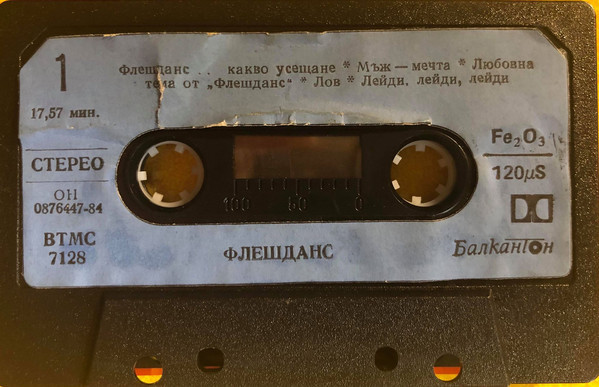 1
Флешданс . . какво усещане * Мъж — мечта * Любовна
тема от „Флешданс“ * Лов * Лейди, лейди, лейди
17,57 мин.
СТЕРЕО
ОН
0876447-84
ВТМС
7128
Fe₂O₃
120µS
Балкантон
ФЛЕШДАНС
100 50 0